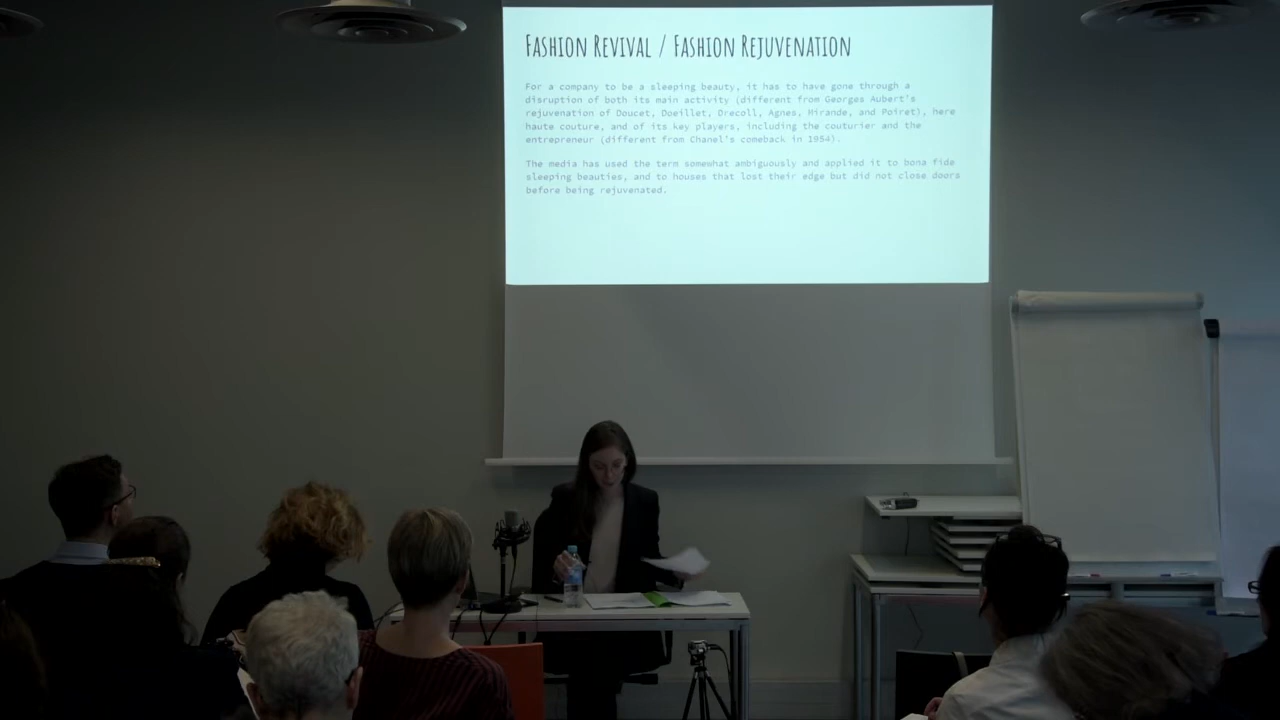 FASHION REVIVAL / FASHION REJUVENATION
For a company to be a sleeping beauty, it has to have gone through a
disruption of both its main activity (different from Georges Aubert's
rejuvenation of Doucet, Doeillet, Drecoll, Agnes, Mirande, and Poiret), here
haute couture, and of its key players, including the couturier and the
entrepreneur (different from Chanel's comeback in 1954).
The media has used the term somewhat ambiguously and applied it to bona fide
sleeping beauties, and to houses that lost their edge but did not close doors
before being rejuvenated.